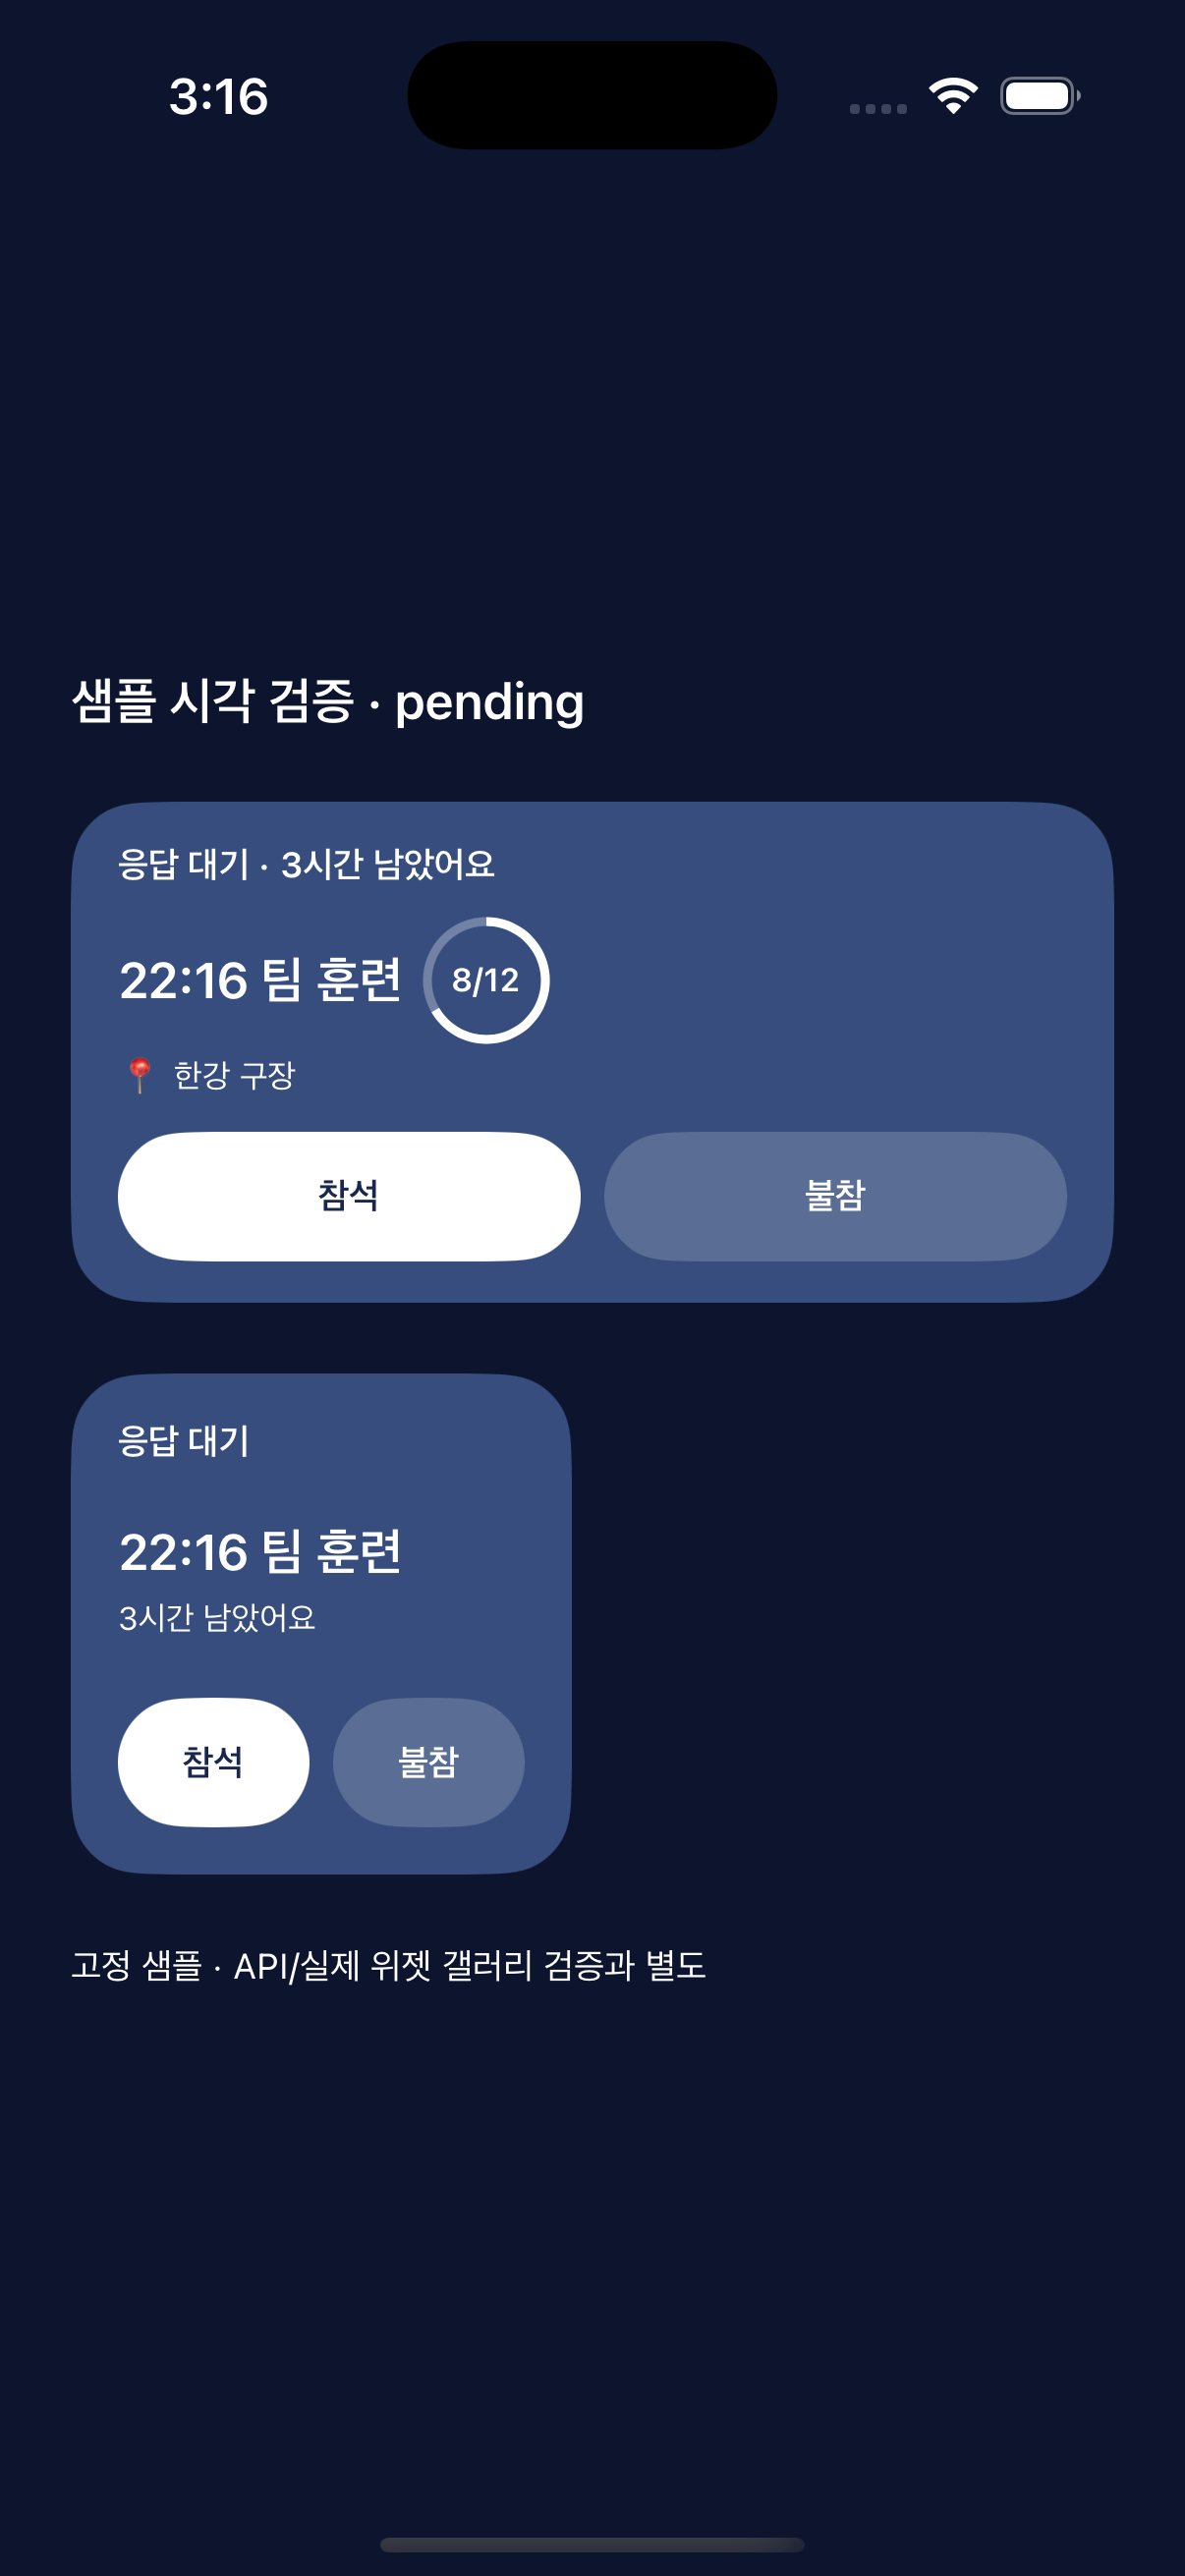 3:16
샘플 시각 검증 · pending
응답 대기 · 3시간 남았어요
22:16 팀 훈련
8/12
📍 한강 구장
참석
불참
응답 대기
22:16 팀 훈련
3시간 남았어요
참석
불참
고정 샘플 · API/실제 위젯 갤러리 검증과 별도